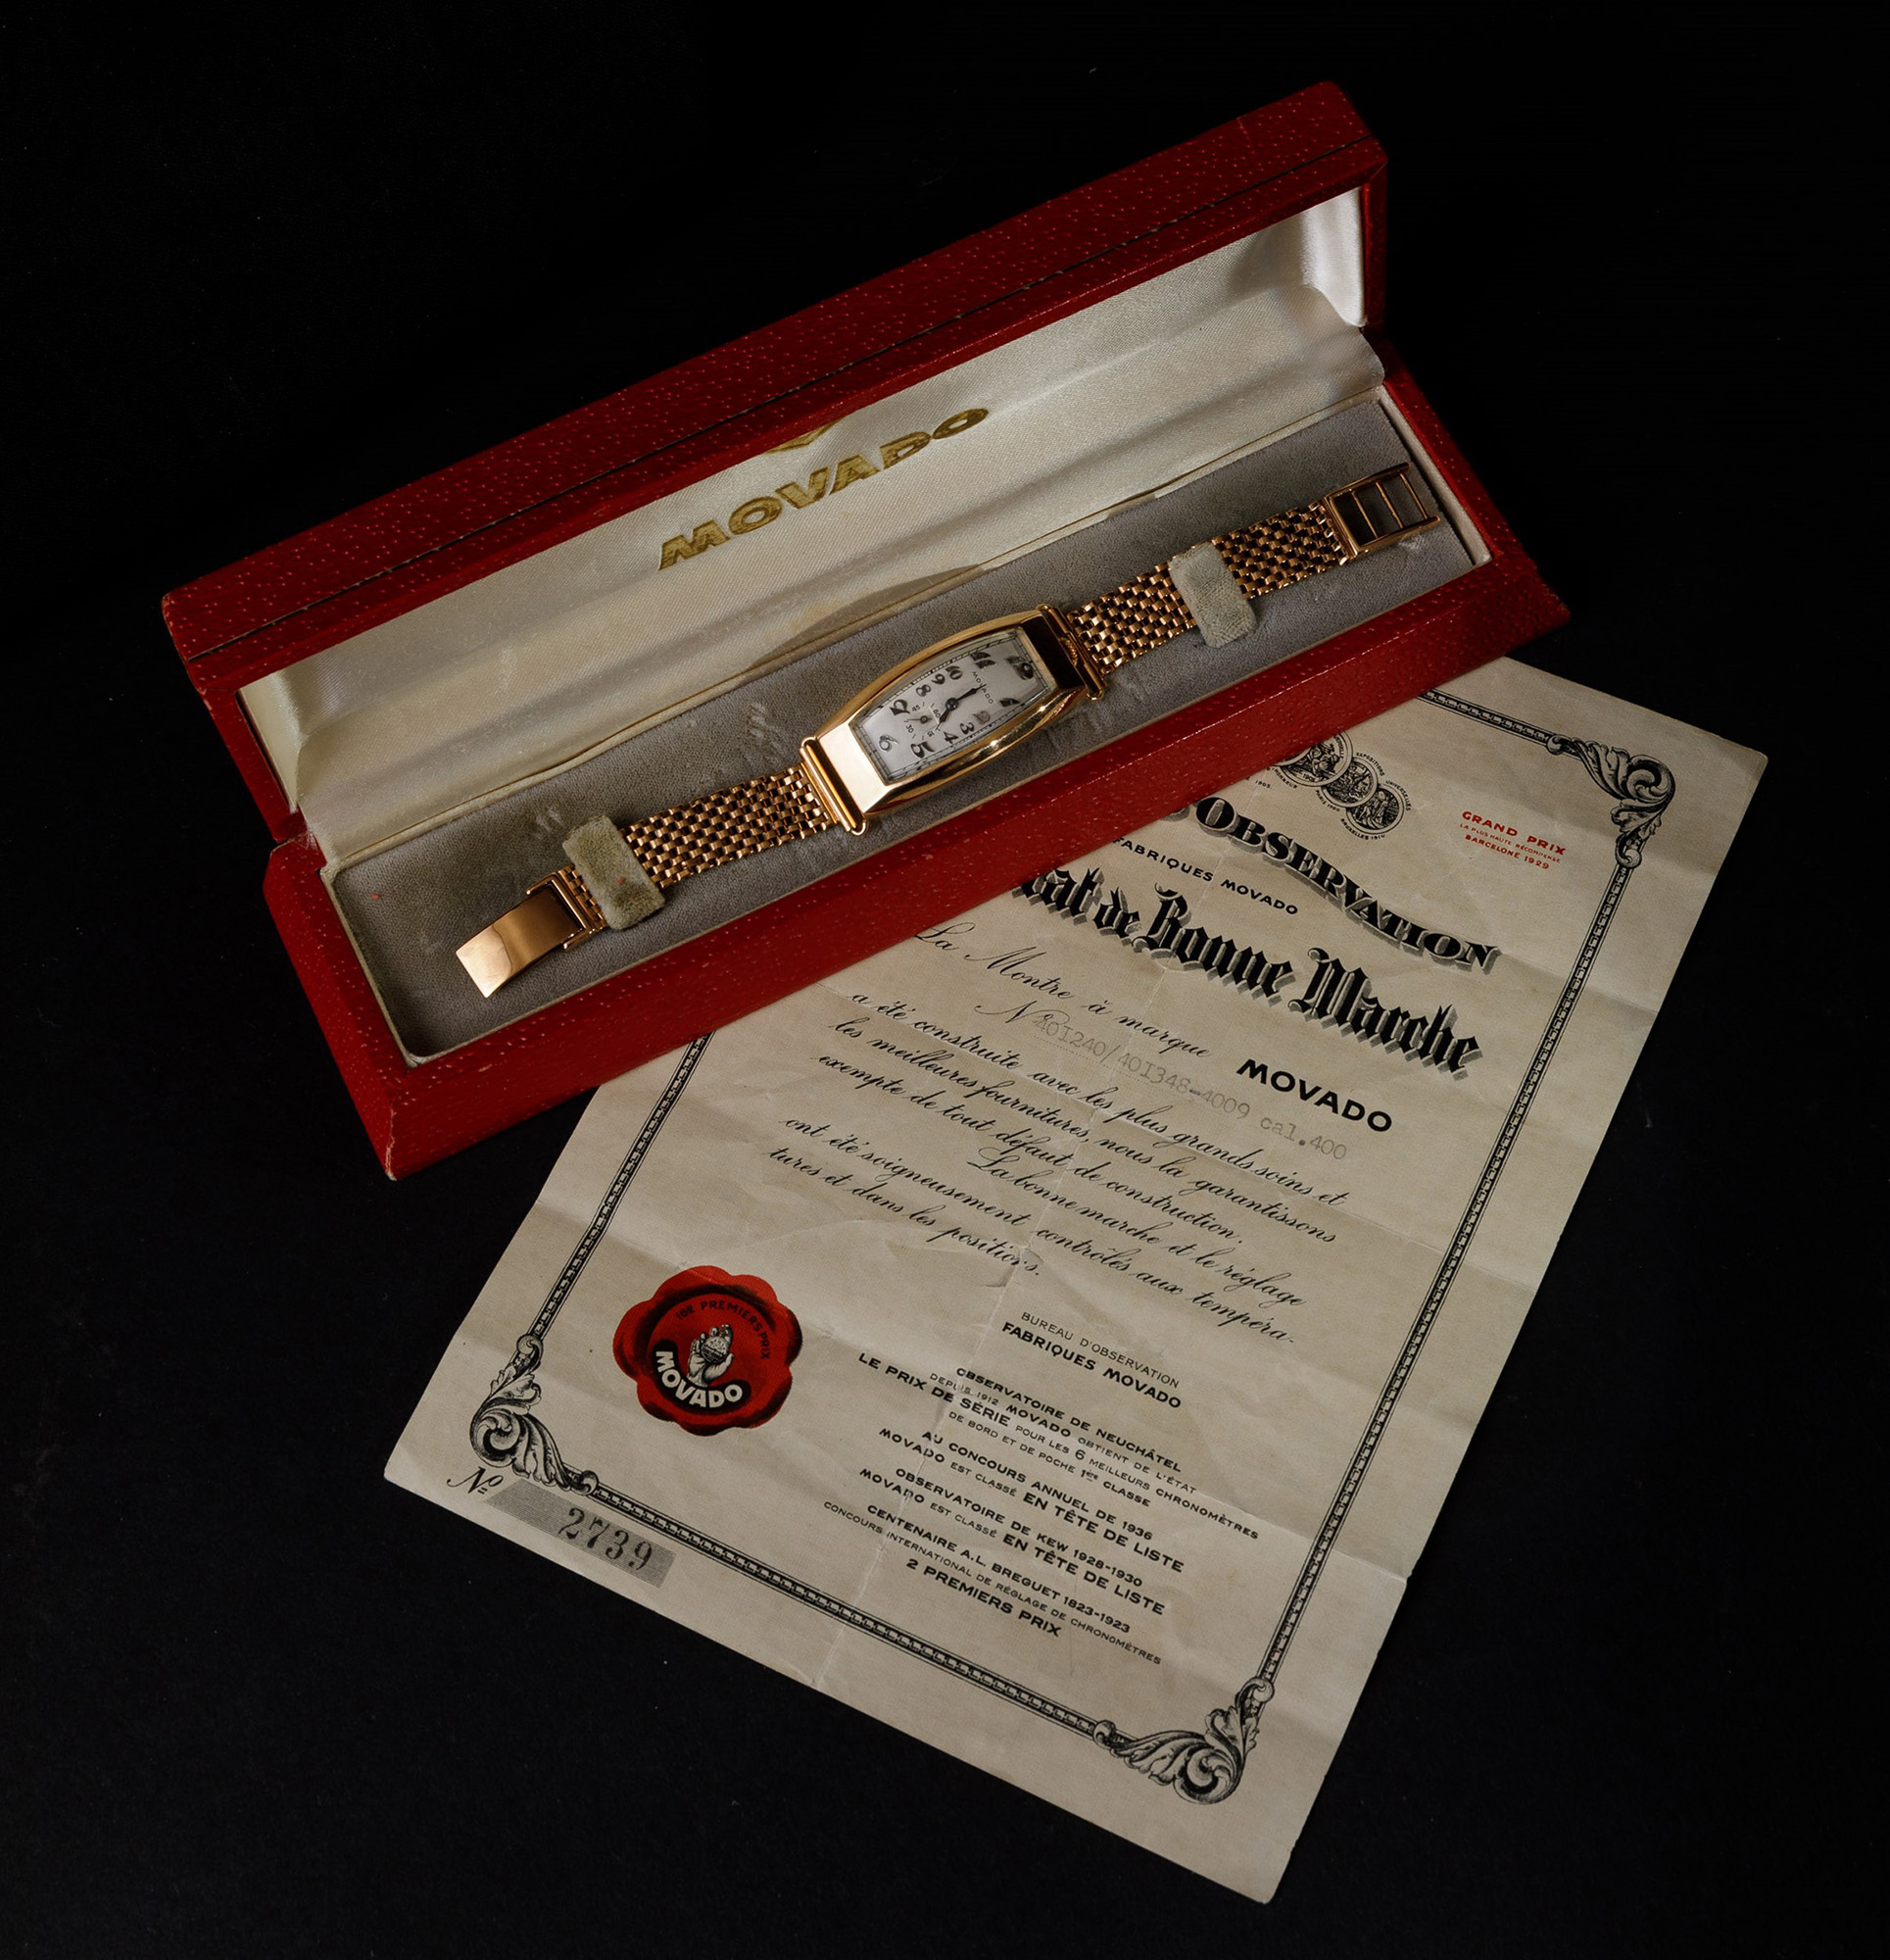 MOVADO
MOVADO
GRAND PRIX
LA PLUS HAUTE RÉCOMPENSE
BARCELONE 1929
OBSERVATION
FABRIQUES MOVADO
de Bonne Marche
La Montre à marque MOVADO
No 401240/401348-4009 cal.400
a été construite avec les plus grands soins et
les meilleures fournitures, nous la garantissons
exempte de tout défaut de construction.
La bonne marche et le réglage
ont été soigneusement contrôlés aux tempéra-
tures et dans les positions.
BUREAU D'OBSERVATION
FABRIQUES MOVADO
PREMIERS PRIX
MOVADO
OBSERVATOIRE DE NEUCHÂTEL
DEPUIS 1912 MOVADO OBTIENT DE L'ÉTAT
LE PRIX DE SÉRIE POUR LES 6 MEILLEURS CHRONOMÈTRES
DE BORD ET DE POCHE 1ère CLASSE
AU CONCOURS ANNUEL DE 1936
MOVADO EST CLASSÉ EN TÊTE DE LISTE
OBSERVATOIRE DE KEW 1928-1930
MOVADO EST CLASSÉ EN TÊTE DE LISTE
CENTENAIRE A.L. BREGUET 1823-1923
CONCOURS INTERNATIONAL DE RÉGLAGE DE CHRONOMÈTRES
2 PREMIERS PRIX
No 2739